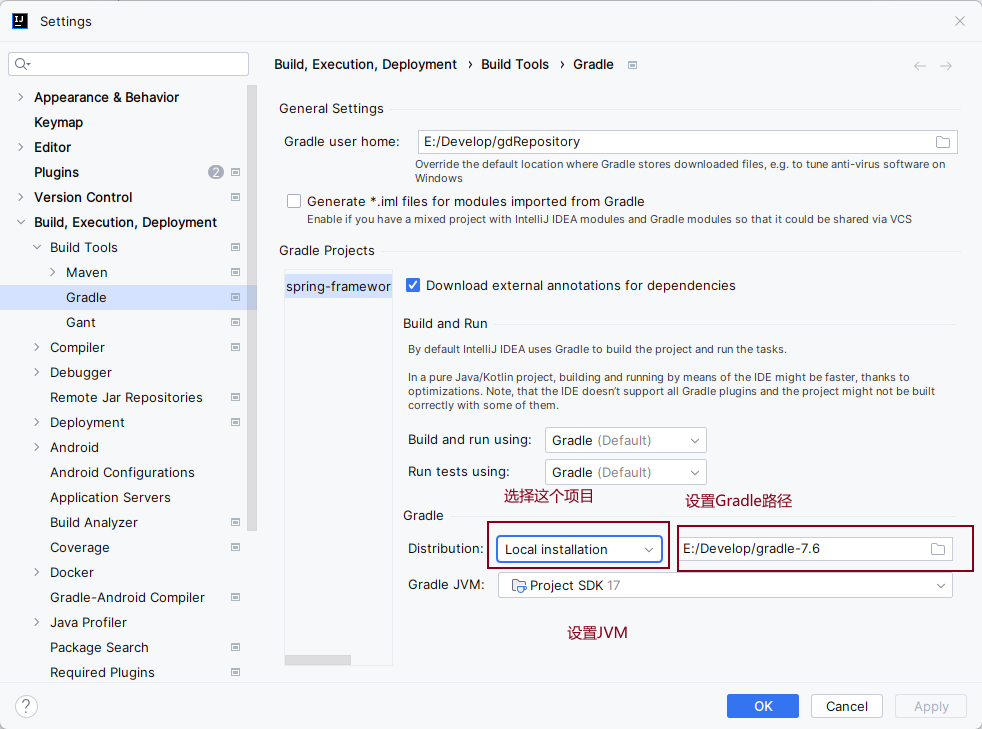 Settings
Appearance & Behavior
Keymap
Editor
Plugins
2
Version Control
Build, Execution, Deployment
Build Tools
Maven
Gradle
Gant
Compiler
Debugger
Remote Jar Repositories
Deployment
Android
Android Configurations
Application Servers
Build Analyzer
Coverage
Docker
Gradle-Android Compiler
Java Profiler
Package Search
Required Plugins
Build, Execution, Deployment › Build Tools › Gradle
General Settings
Gradle user home: E:/Develop/gdRepository
Override the default location where Gradle stores downloaded files, e.g. to tune anti-virus software on
Windows
Generate *.iml files for modules imported from Gradle
Enable if you have a mixed project with IntelliJ IDEA modules and Gradle modules so that it could be shared via VCS
Gradle Projects
spring-framewor
Download external annotations for dependencies
Build and Run
By default IntelliJ IDEA uses Gradle to build the project and run the tasks.
In a pure Java/Kotlin project, building and running by means of the IDE might be faster, thanks to
optimizations. Note, that the IDE doesn't support all Gradle plugins and the project might not be built
correctly with some of them.
Build and run using: Gradle (Default)
Run tests using: Gradle (Default)
选择这个项目
设置Gradle路径
Gradle
Distribution: Local installation E:/Develop/gradle-7.6
Gradle JVM: Project SDK 17
设置JVM
?
OK
Cancel
Apply